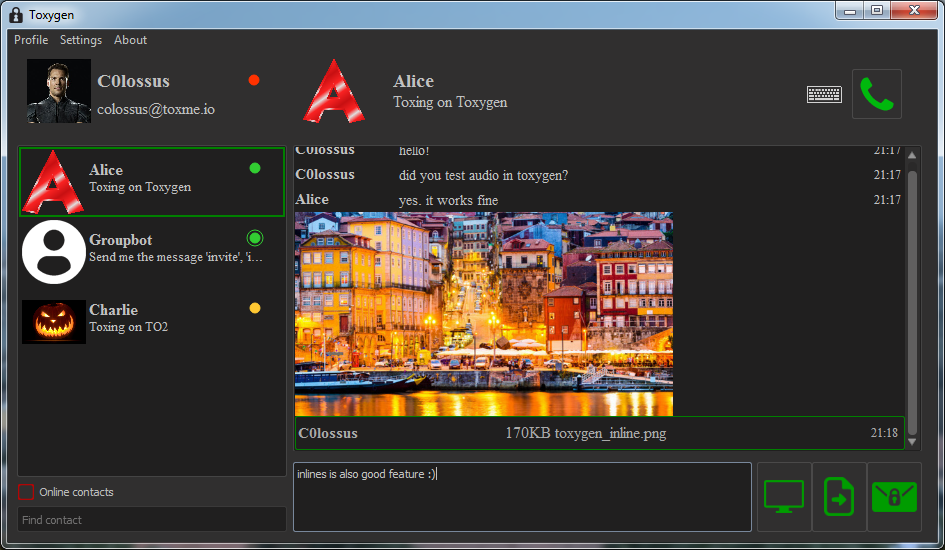 Toxygen
Profile Settings About
C0lossus
colossus@toxme.io
Alice
Toxing on Toxygen
Alice
Toxing on Toxygen
Groupbot
Send me the message 'invite', 'i...
Charlie
Toxing on TO2
Online contacts
Find contact
C0lossus hello! 21:17
C0lossus did you test audio in toxygen? 21:17
Alice yes. it works fine 21:17
C0lossus 170KB toxygen_inline.png 21:18
inlines is also good feature :)